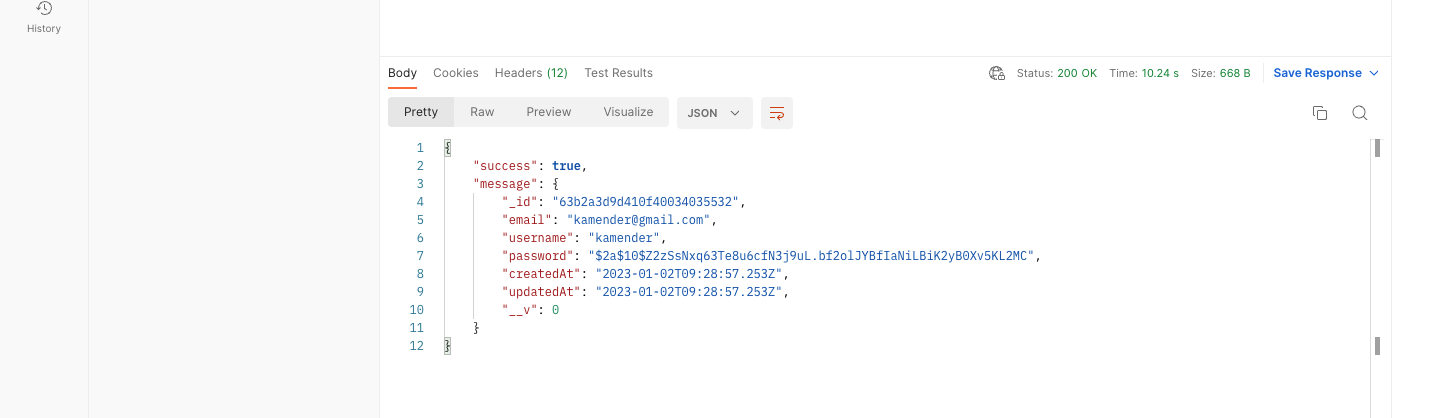 History
Body Cookies Headers (12) Test Results Status: 200 OK Time: 10.24 s Size: 668 B Save Response
Pretty Raw Preview Visualize JSON
1 {
2 "success": true,
3 "message": {
4 "_id": "63b2a3d9d410f40034035532",
5 "email": "kamender@gmail.com",
6 "username": "kamender",
7 "password": "$2a$10$Z2zSsNxq63Te8u6cfN3j9uL.bf2olJYBfIaNiLBiK2yB0Xv5KL2MC",
8 "createdAt": "2023-01-02T09:28:57.253Z",
9 "updatedAt": "2023-01-02T09:28:57.253Z",
10 "__v": 0
11 }
12 }